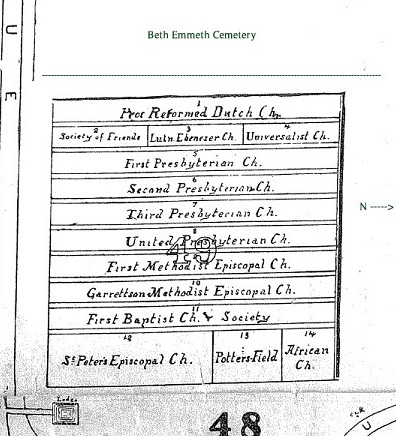 Beth Emmeth Cemetery
U
E
1
Prot Reformed Dutch Ch.
2 3 4
Society of Friends Luth Ebenezer Ch. Universalist Ch.
5
First Presbyterian Ch.
6
Second Presbyterian Ch.
7
Third Presbyterian Ch.
N ---->
8
United Presbyterian Ch.
49
9
First Methodist Episcopal Ch.
10
Garrettson Methodist Episcopal Ch.
11
First Baptist Ch. & Society
12 13 14
St. Peter's Episcopal Ch. Potters Field African
Ch.
Lodge
48
U